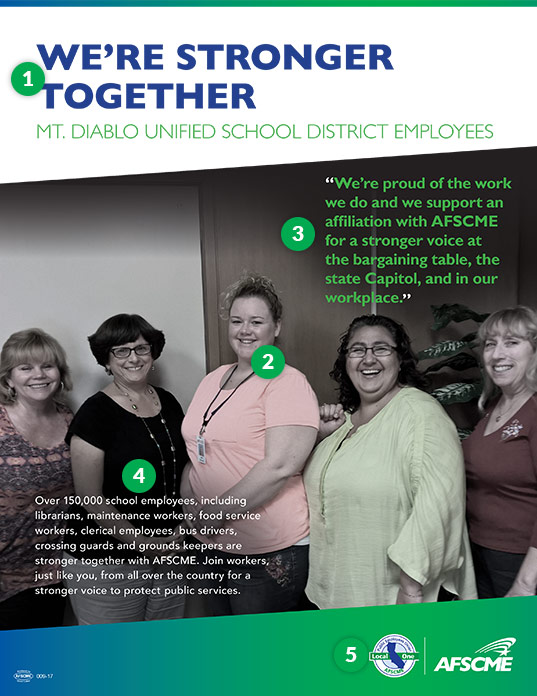 WE'RE STRONGER
1
TOGETHER
MT. DIABLO UNIFIED SCHOOL DISTRICT EMPLOYEES
“We're proud of the work
we do and we support an
affiliation with AFSCME
3
for a stronger voice at
the bargaining table, the
state Capitol, and in our
workplace.”
2
4
Over 150,000 school employees, including
librarians, maintenance workers, food service
workers, clerical employees, bus drivers,
crossing guards and grounds keepers are
stronger together with AFSCME. Join workers,
just like you, from all over the country for a
stronger voice to protect public services.
5
Local One
AFSCME
AFSCME
009-17